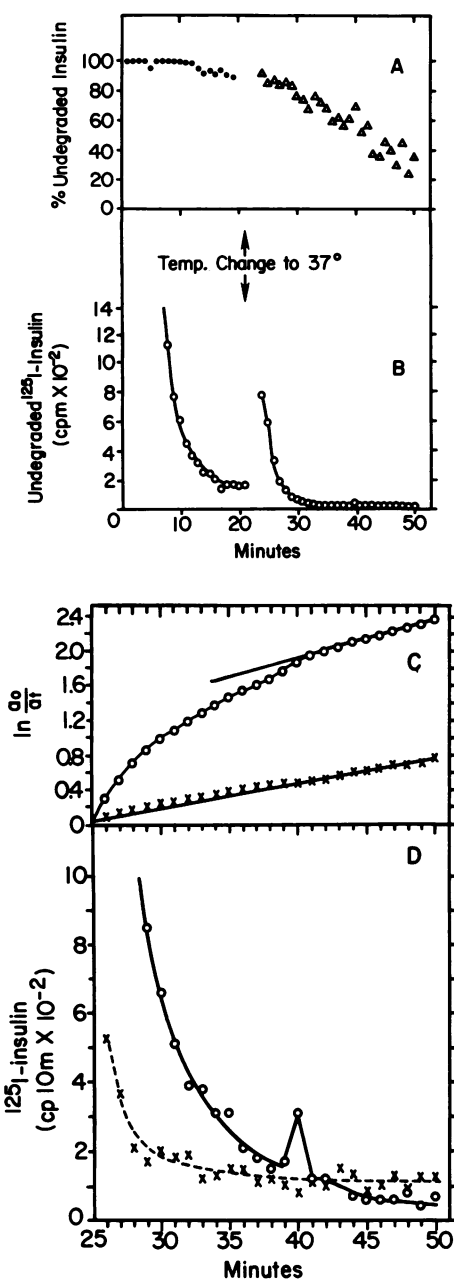 A
% Undegraded Insulin
100
80
60
40
20
0
Temp. Change to 37°
B
Undegraded 125I-Insulin
(cpm X 10-2)
14
12
10
8
6
4
2
0 10 20 30 40 50
Minutes
C
ln ao/at
2.4
2.0
1.6
1.2
0.8
0.4
0
D
125I-insulin
(cp 10m X 10-2)
10
8
6
4
2
0
25 30 35 40 45 50
Minutes